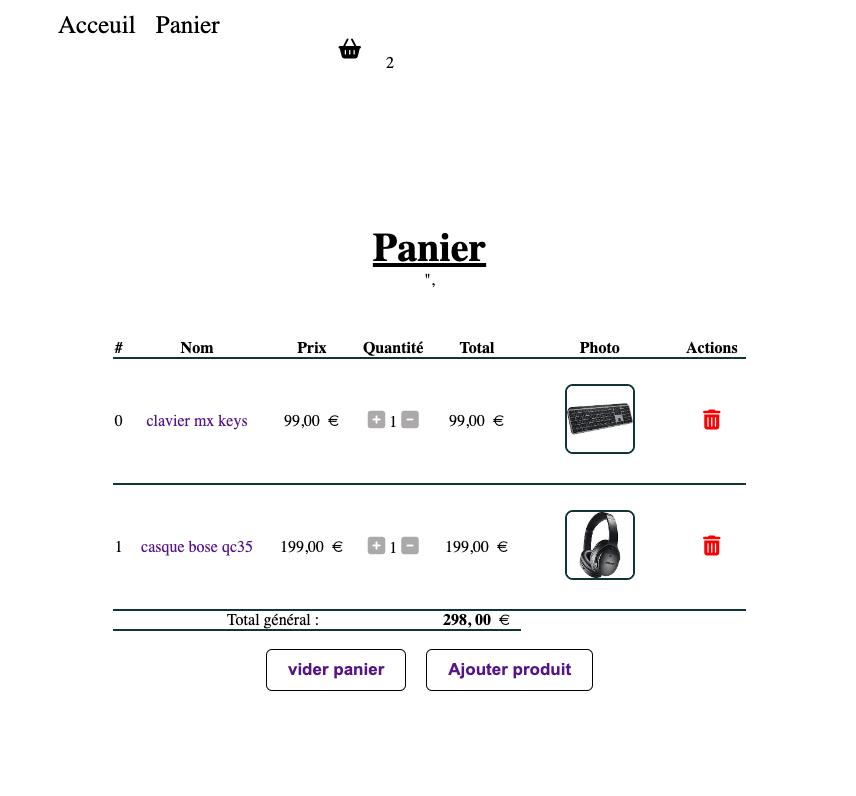 Acceuil Panier
2
Panier
",
# Nom Prix Quantité Total Photo Actions
0 clavier mx keys 99,00 € + 1 - 99,00 €
1 casque bose qc35 199,00 € + 1 - 199,00 €
Total général : 298,00 €
vider panier Ajouter produit